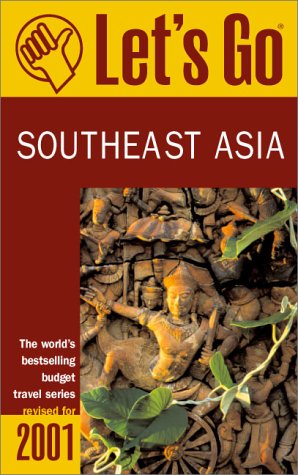 Let's Go®
SOUTHEAST ASIA
The world's
bestselling
budget
travel series
revised for
2001